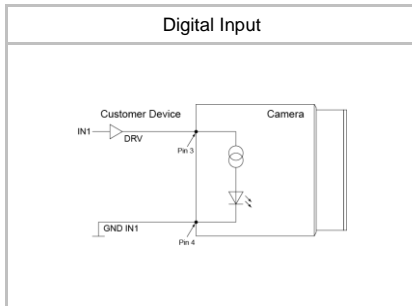 Digital Input
Customer Device
Camera
IN1
DRV
Pin 3
GND IN1
Pin 4